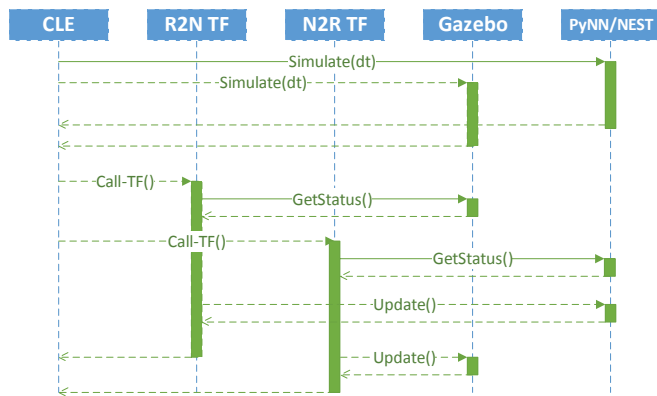 CLE R2N TF N2R TF Gazebo PyNN/NEST
Simulate(dt)
Simulate(dt)
Call-TF()
GetStatus()
Call-TF()
GetStatus()
Update()
Update()